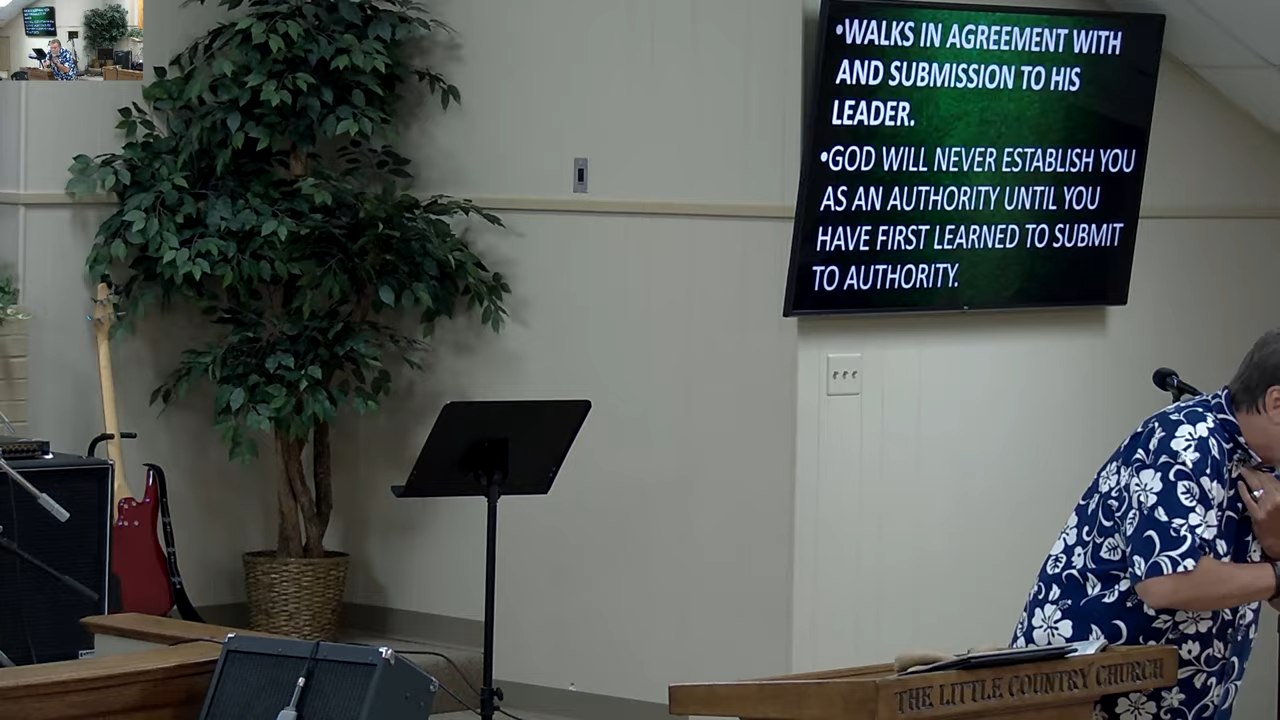 •WALKS IN AGREEMENT WITH
AND SUBMISSION TO HIS
LEADER.
•GOD WILL NEVER ESTABLISH YOU
AS AN AUTHORITY UNTIL YOU
HAVE FIRST LEARNED TO SUBMIT
TO AUTHORITY.
THE LITTLE COUNTRY CHURCH